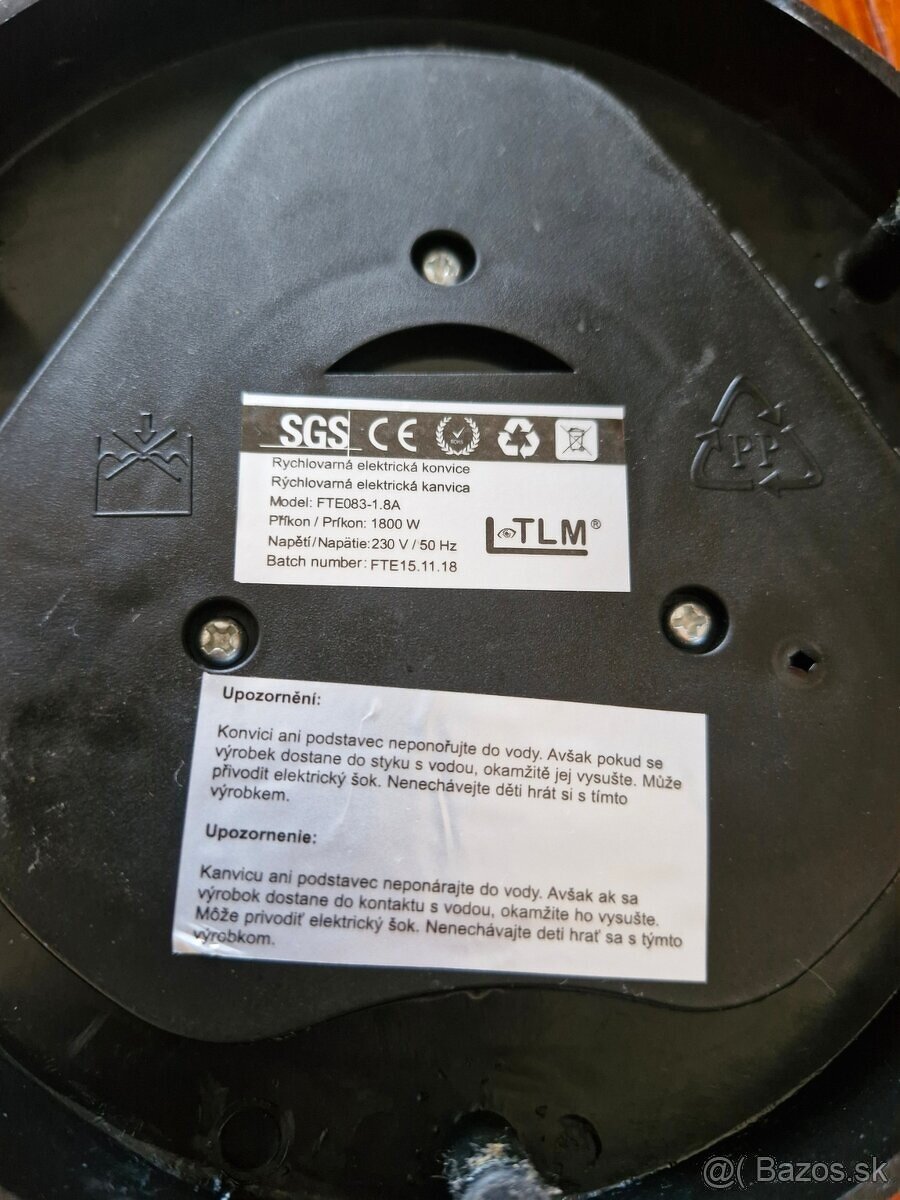 SGS CE
Rychlovarná elektrická konvice
Rýchlovarná elektrická kanvica
Model: FTE083-1.8A
Příkon / Príkon: 1800 W
Napětí/Napätie: 230 V / 50 Hz
Batch number: FTE15.11.18
LTLM®
PP
Upozornění:
Konvici ani podstavec neponořujte do vody. Avšak pokud se
výrobek dostane do styku s vodou, okamžitě jej vysušte. Může
přivodit elektrický šok. Nenechávejte děti hrát si s tímto
výrobkem.
Upozornenie:
Kanvicu ani podstavec neponárajte do vody. Avšak ak sa
výrobok dostane do kontaktu s vodou, okamžite ho vysušte.
Môže privodiť elektrický šok. Nenechávajte deti hrať sa s týmto
výrobkom.
@( Bazos.sk